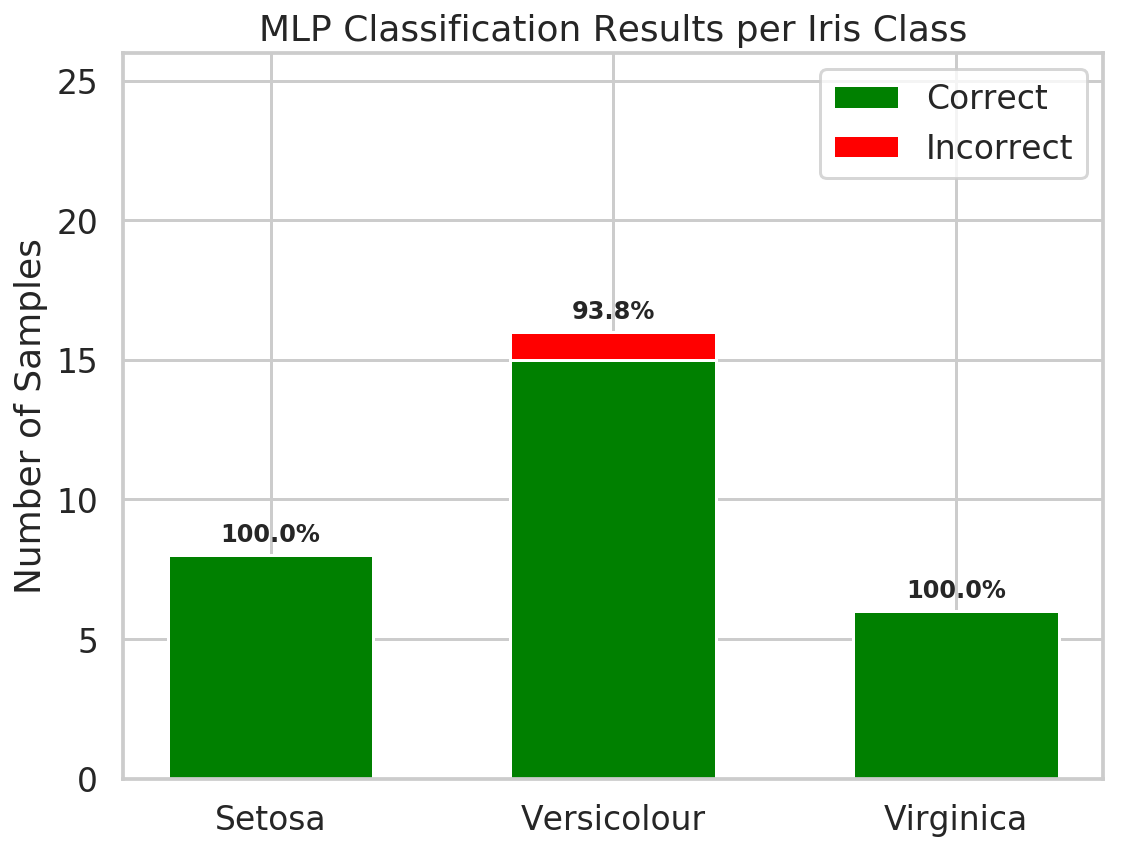 MLP Classification Results per Iris Class
Correct
Incorrect
Number of Samples
25
20
15
10
5
0
100.0%
93.8%
100.0%
Setosa
Versicolour
Virginica